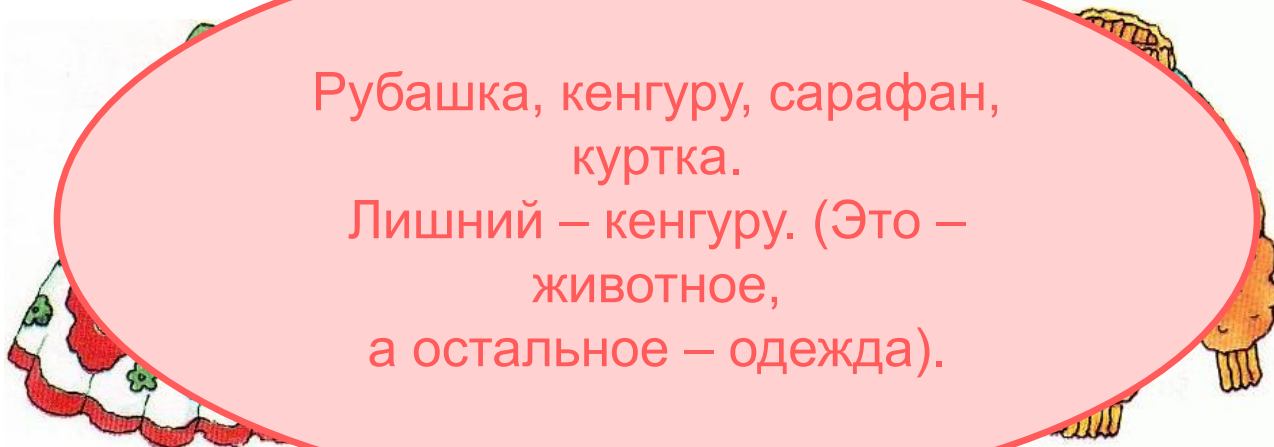 Рубашка, кенгуру, сарафан,
куртка.
Лишний – кенгуру. (Это –
животное,
а остальное – одежда).